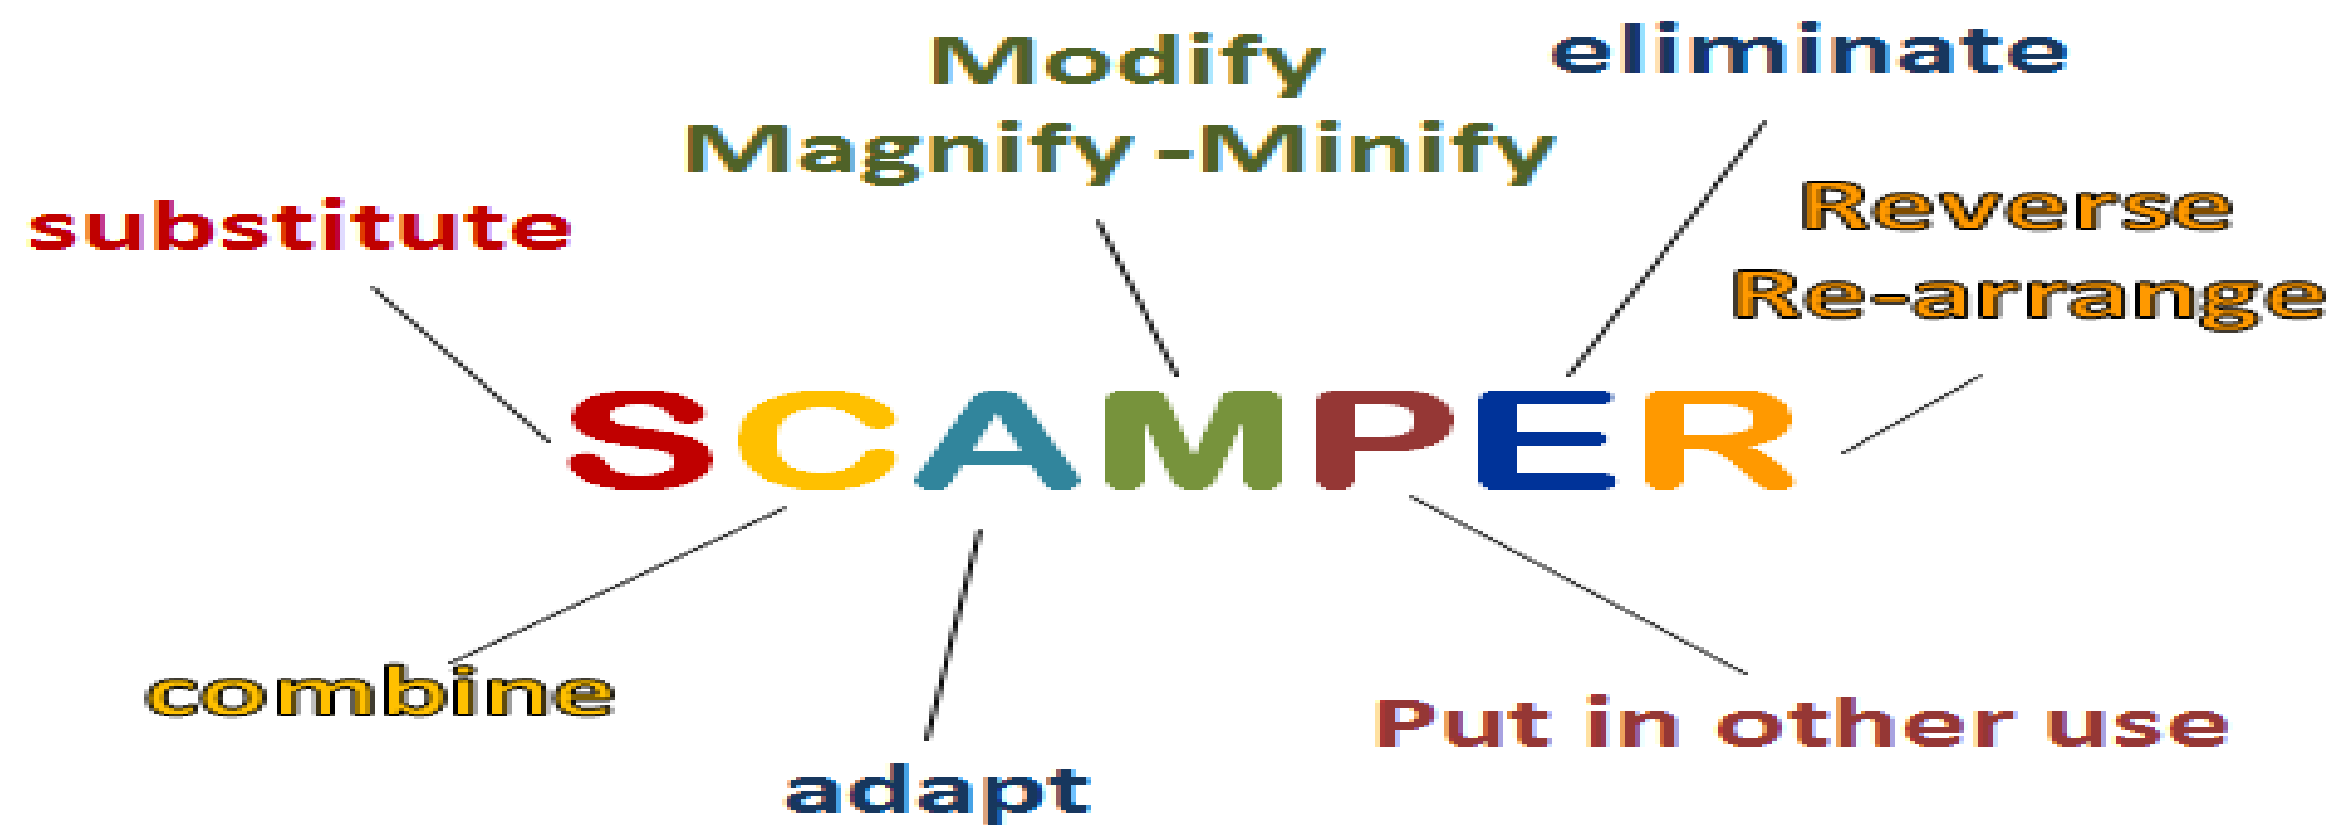 Modify
Magnify -Minify
eliminate
substitute
Reverse
Re-arrange
SCAMPER
combine
adapt
Put in other use